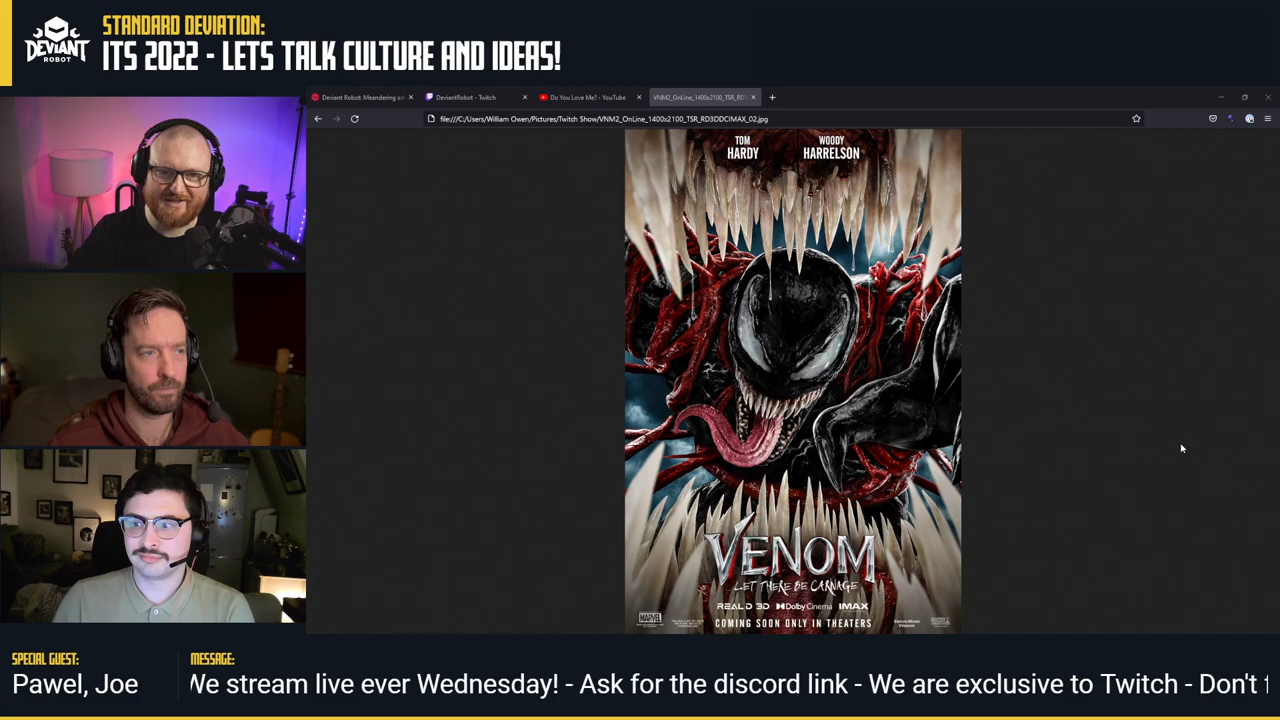 DEVIANT
ROBOT
STANDARD DEVIATION:
ITS 2022 - LETS TALK CULTURE AND IDEAS!
DeviantRobot - Twitch
Do You Love Me? - YouTube
file:///C:/Users/William Owen/Pictures/Twitch Show/VNM2_OnLine_1400x2100_TSR_RD3DDCIMAX_02.jpg
TOM HARDY
WOODY HARRELSON
VENOM
LET THERE BE CARNAGE
REALD 3D Dolby Cinema IMAX
MARVEL
COMING SOON ONLY IN THEATERS
SPECIAL GUEST:
Pawel, Joe
MESSAGE:
We stream live ever Wednesday! - Ask for the discord link - We are exclusive to Twitch - Don't